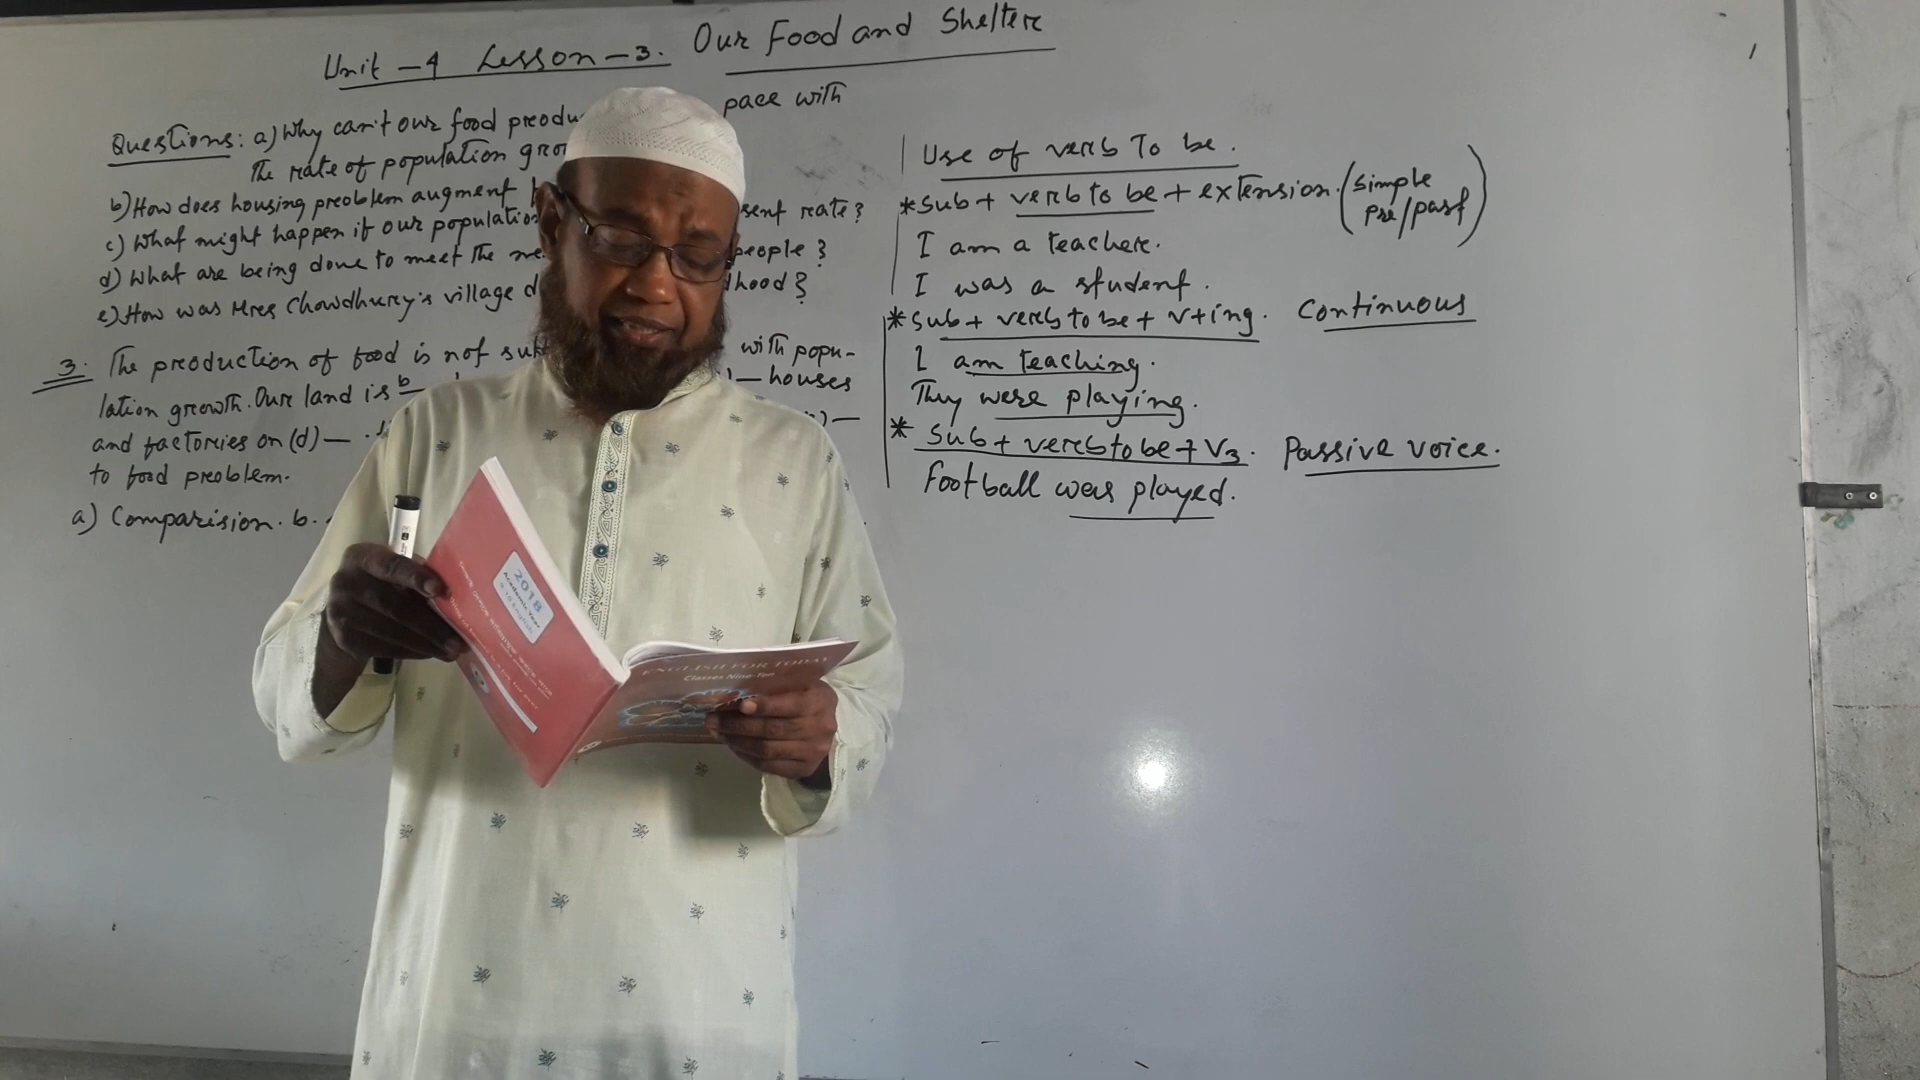 Unit - 4 Lesson - 3. Our Food and Shelter
Questions: a) Why can't our food produ pace with
the rate of population gro
b) How does housing problem augment
c) What might happen if our population sent rate?
d) What are being done to meet the people?
e) How was Mrs Chowdhury's village d hood?
3. The production of food is not with popu-
lation growth. Our land is b — houses
and factories on (d) —
to food problem.
a) Comparision. b.
Use of verb To be.
*Sub + verb to be + extension. (Simple
Pre/past)
I am a teacher.
I was a student.
*Sub + verb to be + v+ing. Continuous
I am teaching.
They were playing.
* Sub + verb to be + V3. Passive voice.
Football was played.
2018
Academic Year
9-10 English
ENGLISH FOR TODAY
Classes Nine-Ten